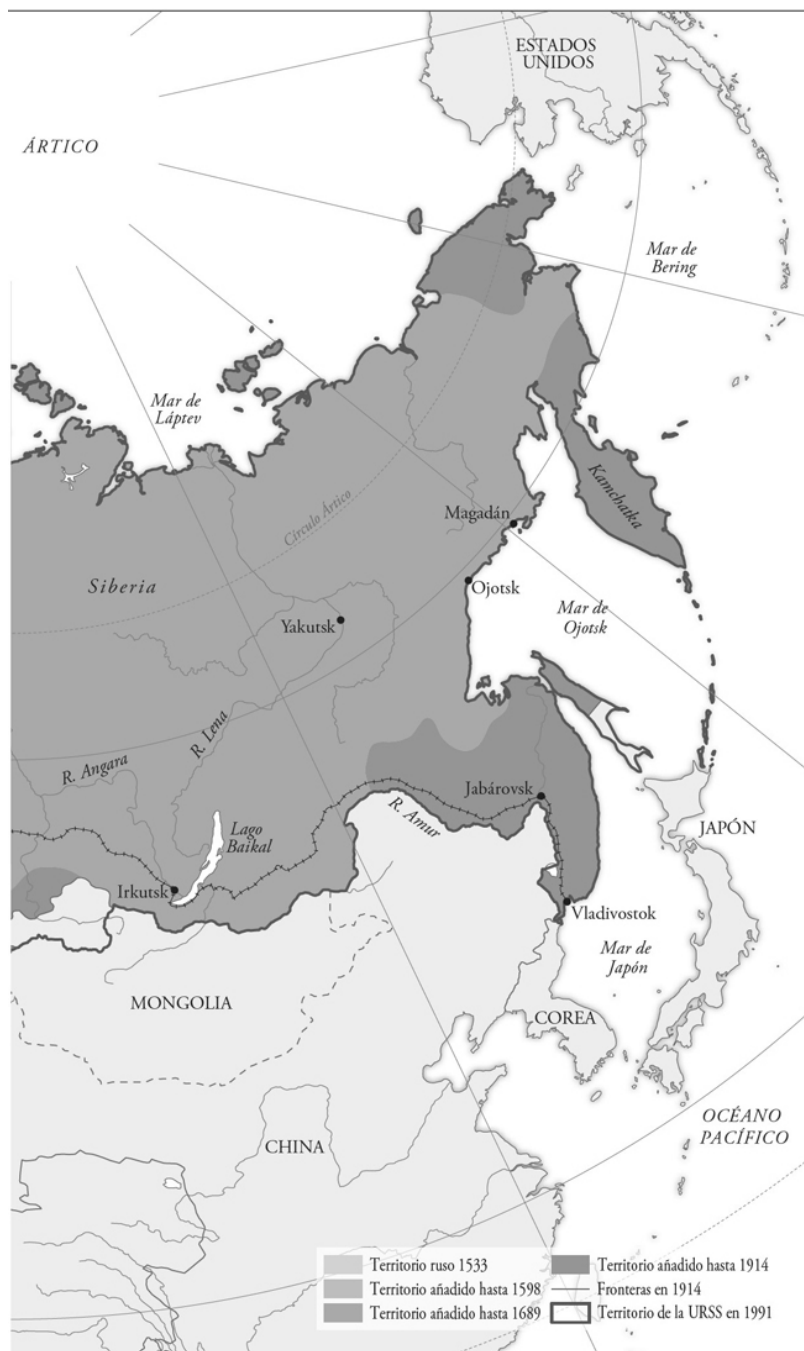 ESTADOS
UNIDOS
ÁRTICO
Mar de
Bering
Mar de
Láptev
Kamchatka
Magadán
Círculo Ártico
Siberia
Ojotsk
Mar de
Ojotsk
Yakutsk
R. Lena
R. Angara
Jabárovsk
R. Amur
Lago
Baikal
JAPÓN
Irkutsk
Vladivostok
Mar de
Japón
MONGOLIA
COREA
OCÉANO
PACÍFICO
CHINA
Territorio ruso 1533
Territorio añadido hasta 1598
Territorio añadido hasta 1689
Territorio añadido hasta 1914
Fronteras en 1914
Territorio de la URSS en 1991